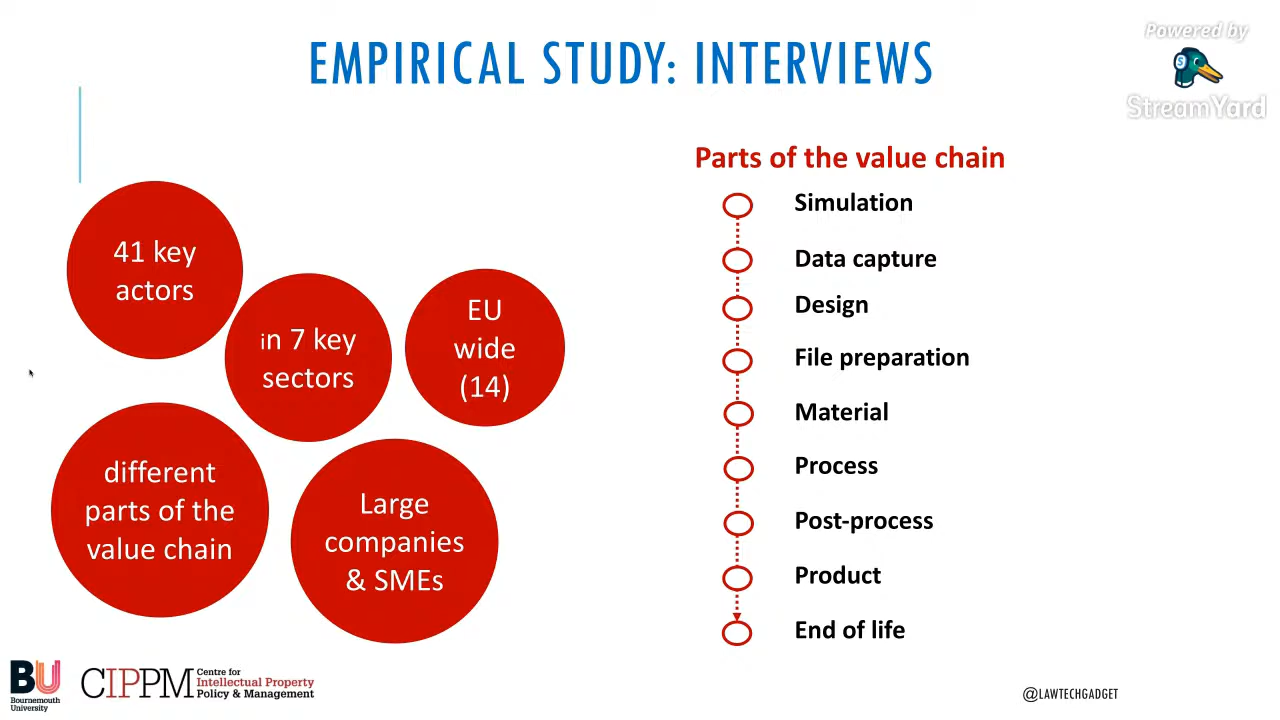 EMPIRICAL STUDY: INTERVIEWS
Powered by
StreamYard
41 key
actors
in 7 key
sectors
EU
wide
(14)
different
parts of the
value chain
Large
companies
& SMEs
Parts of the value chain
Simulation
Data capture
Design
File preparation
Material
Process
Post-process
Product
End of life
BU
Bournemouth
University
CIPPM
Centre for
Intellectual Property
Policy & Management
@LAWTECHGADGET